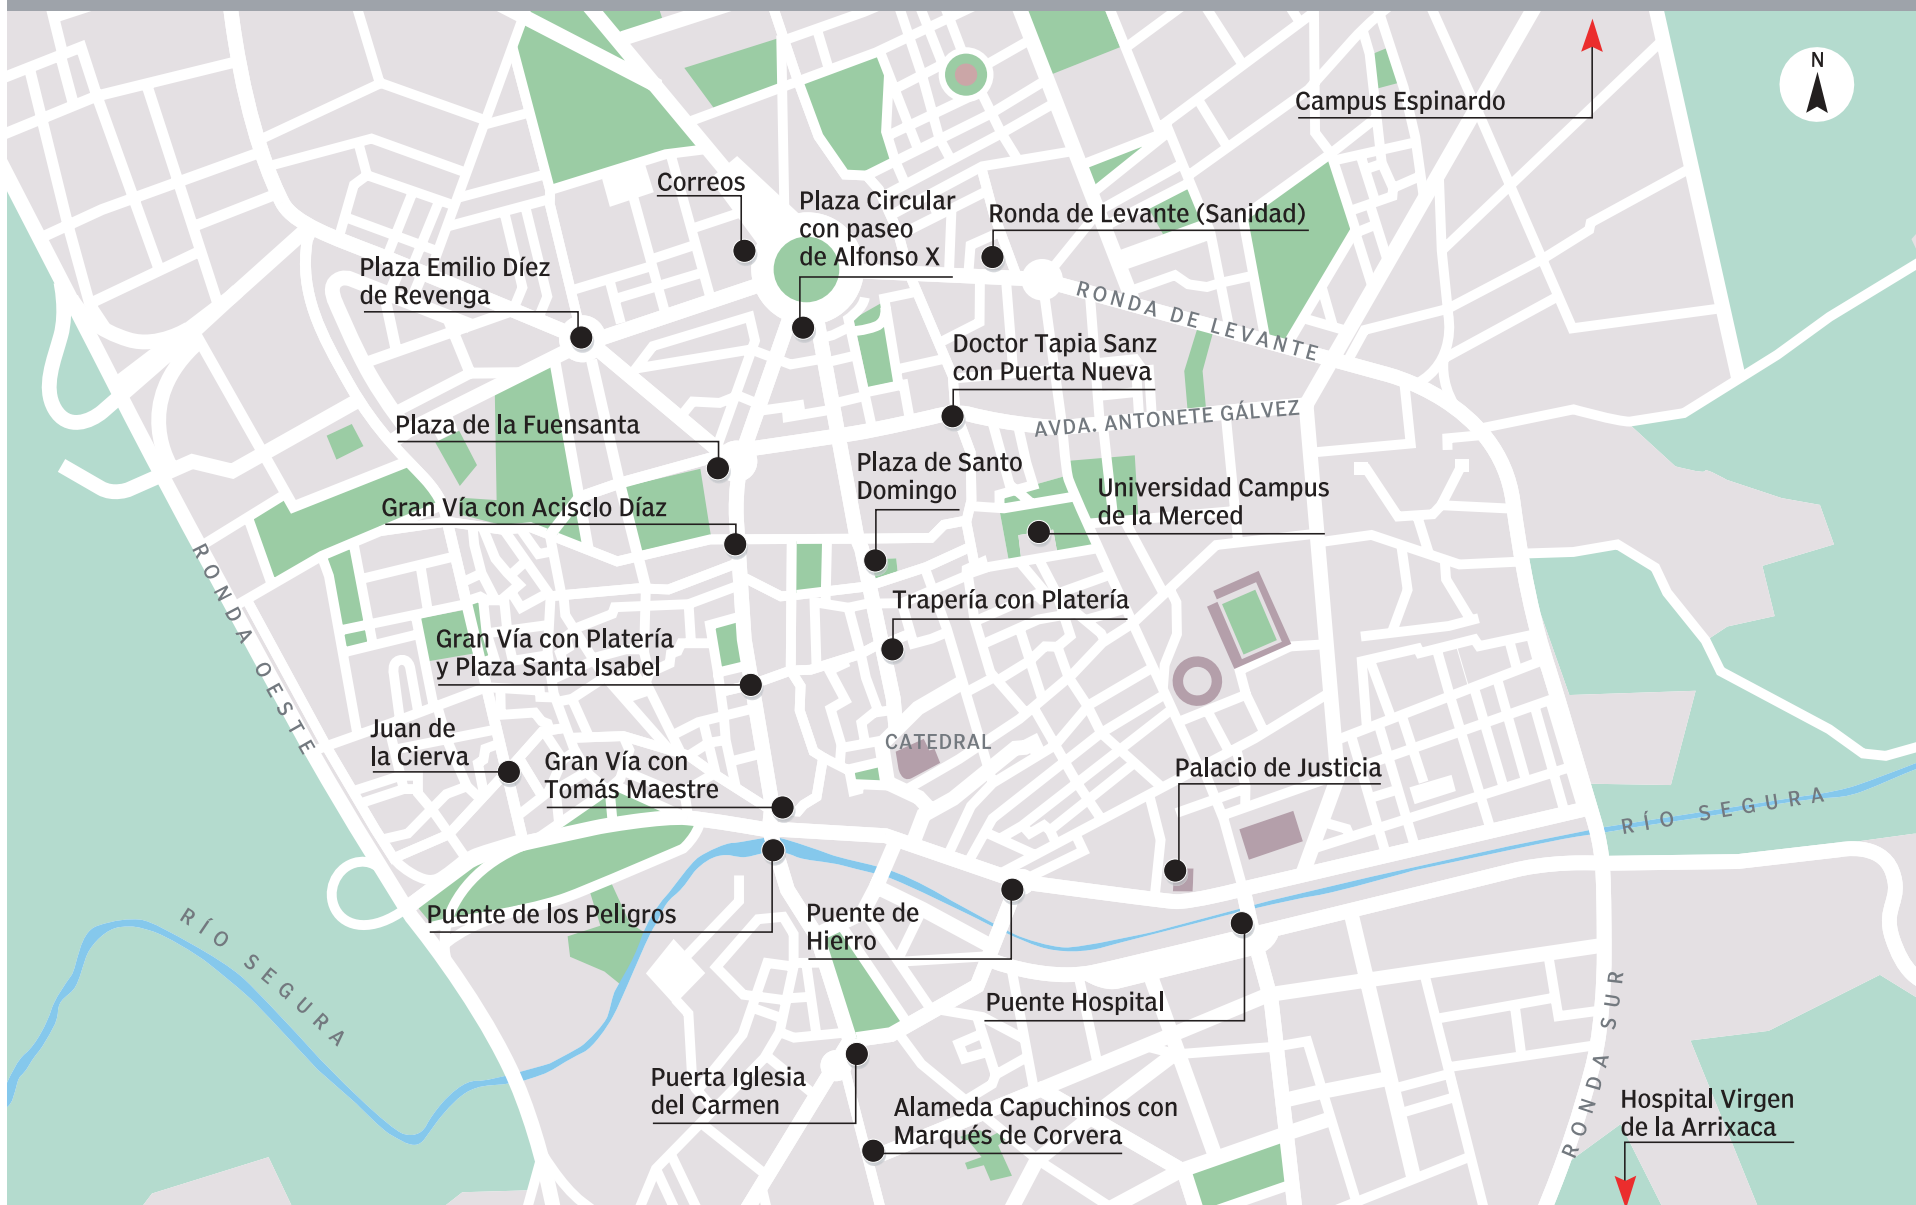 N
Campus Espinardo
Correos
Plaza Circular
con paseo
de Alfonso X
Ronda de Levante (Sanidad)
Plaza Emilio Díez
de Revenga
RONDA DE LEVANTE
Doctor Tapia Sanz
con Puerta Nueva
AVDA. ANTONETE GÁLVEZ
Plaza de la Fuensanta
Plaza de Santo
Domingo
Universidad Campus
de la Merced
Gran Vía con Acisclo Díaz
RONDA OESTE
Trapería con Platería
Gran Vía con Platería
y Plaza Santa Isabel
Juan de
la Cierva
CATEDRAL
Gran Vía con
Tomás Maestre
Palacio de Justicia
RÍO SEGURA
Puente de los Peligros
Puente de
Hierro
RÍO SEGURA
Puente Hospital
RONDA SUR
Puerta Iglesia
del Carmen
Alameda Capuchinos con
Marqués de Corvera
Hospital Virgen
de la Arrixaca